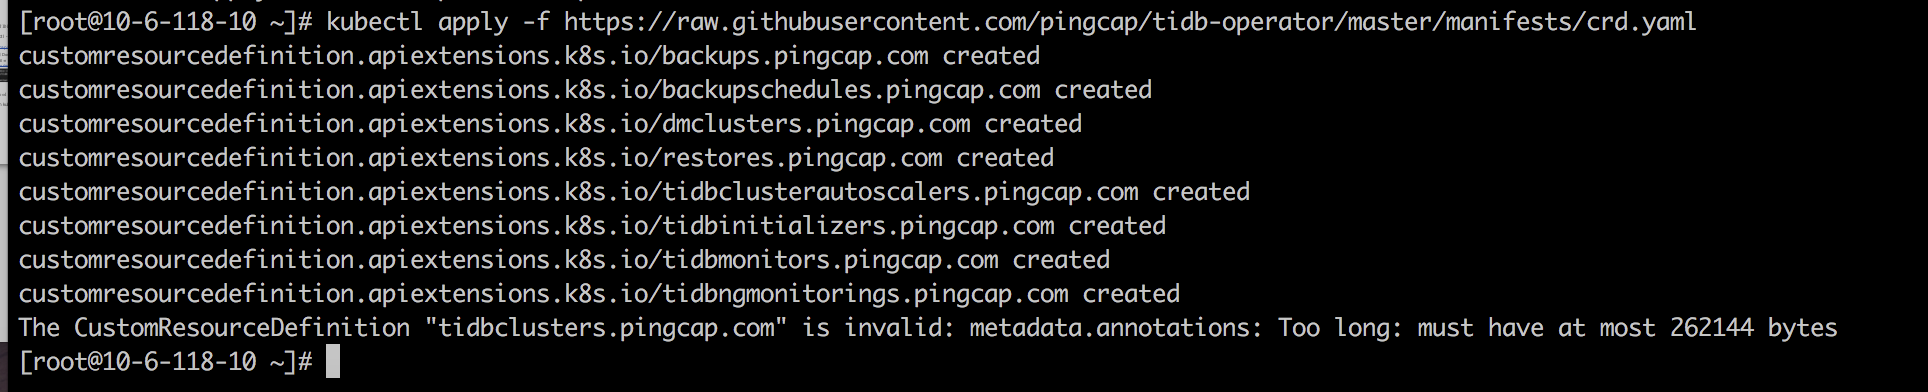 [root@10-6-118-10 ~]# kubectl apply -f https://raw.githubusercontent.com/pingcap/tidb-operator/master/manifests/crd.yaml
customresourcedefinition.apiextensions.k8s.io/backups.pingcap.com created
customresourcedefinition.apiextensions.k8s.io/backupschedules.pingcap.com created
customresourcedefinition.apiextensions.k8s.io/dmclusters.pingcap.com created
customresourcedefinition.apiextensions.k8s.io/restores.pingcap.com created
customresourcedefinition.apiextensions.k8s.io/tidbclusterautoscalers.pingcap.com created
customresourcedefinition.apiextensions.k8s.io/tidbinitializers.pingcap.com created
customresourcedefinition.apiextensions.k8s.io/tidbmonitors.pingcap.com created
customresourcedefinition.apiextensions.k8s.io/tidbngmonitorings.pingcap.com created
The CustomResourceDefinition "tidbclusters.pingcap.com" is invalid: metadata.annotations: Too long: must have at most 262144 bytes
[root@10-6-118-10 ~]#